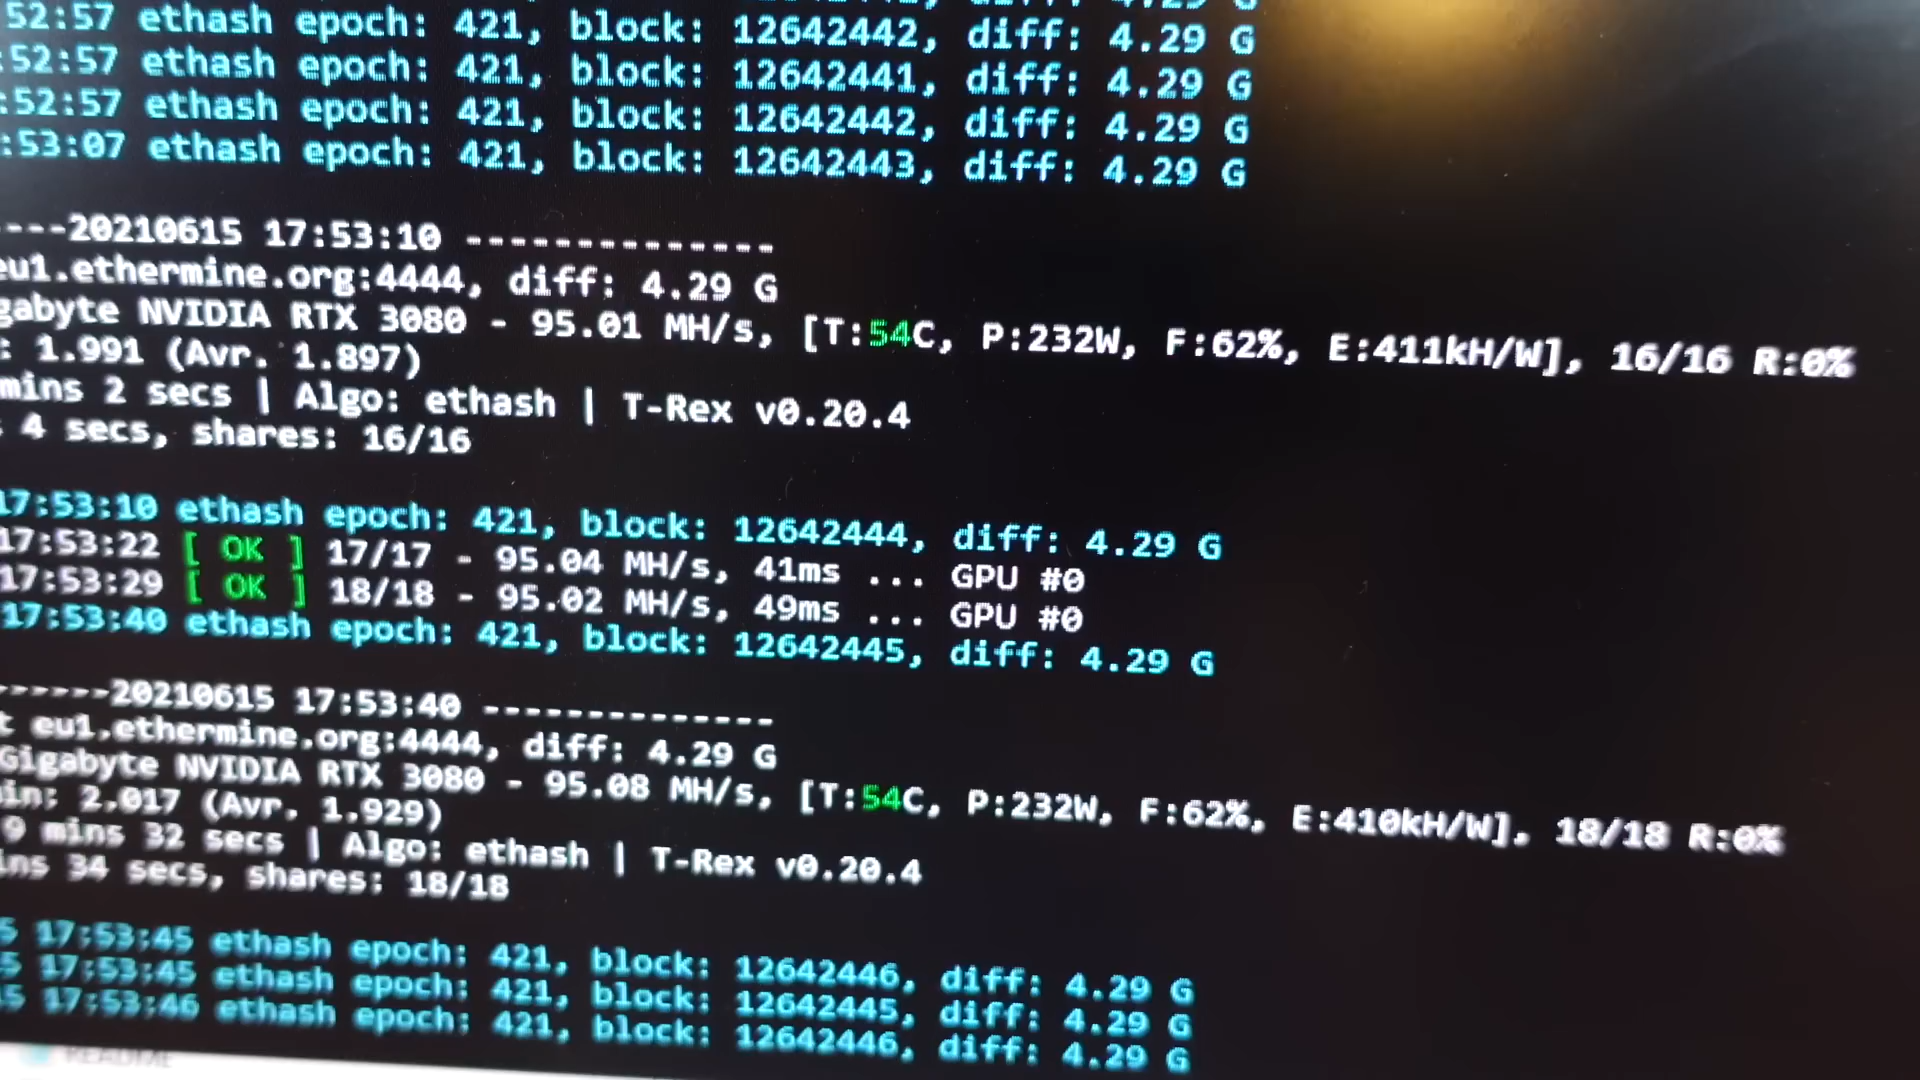 52:57 ethash epoch: 421, block: 12642442, diff: 4.29 G
:52:57 ethash epoch: 421, block: 12642441, diff: 4.29 G
:52:57 ethash epoch: 421, block: 12642442, diff: 4.29 G
:53:07 ethash epoch: 421, block: 12642443, diff: 4.29 G
----20210615 17:53:10 --------------
eu1.ethermine.org:4444, diff: 4.29 G
gabyte NVIDIA RTX 3080 - 95.01 MH/s, [T:54C, P:232W, F:62%, E:411kH/W], 16/16 R:0%
: 1.991 (Avr. 1.897)
mins 2 secs | Algo: ethash | T-Rex v0.20.4
4 secs, shares: 16/16
17:53:10 ethash epoch: 421, block: 12642444, diff: 4.29 G
17:53:22 [ OK ] 17/17 - 95.04 MH/s, 41ms ... GPU #0
17:53:29 [ OK ] 18/18 - 95.02 MH/s, 49ms ... GPU #0
17:53:40 ethash epoch: 421, block: 12642445, diff: 4.29 G
------20210615 17:53:40 --------------
t eu1.ethermine.org:4444, diff: 4.29 G
Gigabyte NVIDIA RTX 3080 - 95.08 MH/s, [T:54C, P:232W, F:62%, E:410kH/W], 18/18 R:0%
in: 2.017 (Avr. 1.929)
9 mins 32 secs | Algo: ethash | T-Rex v0.20.4
ins 34 secs, shares: 18/18
5 17:53:45 ethash epoch: 421, block: 12642446, diff: 4.29 G
5 17:53:45 ethash epoch: 421, block: 12642445, diff: 4.29 G
15 17:53:46 ethash epoch: 421, block: 12642446, diff: 4.29 G
README